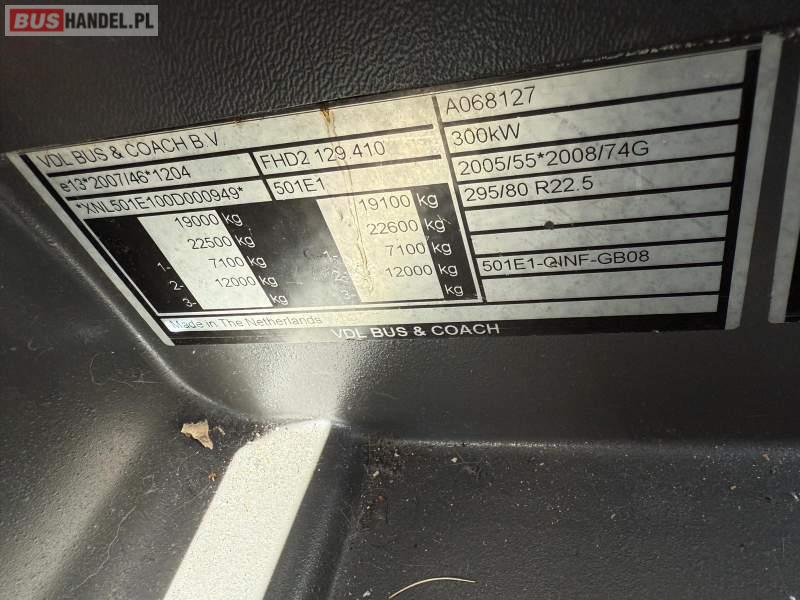 BUSHANDEL.PL
VDL BUS & COACH B.V.
A068127
e13*2007/46*1204
FHD2 129.410
300kW
*XNL501E100D000949*
501E1
2005/55*2008/74G
19000 kg
19100 kg
295/80 R22.5
22500 kg
22600 kg
1- 7100 kg
1- 7100 kg
2- 12000 kg
2- 12000 kg
501E1-QINF-GB08
3- kg
3- kg
Made in The Netherlands
VDL BUS & COACH